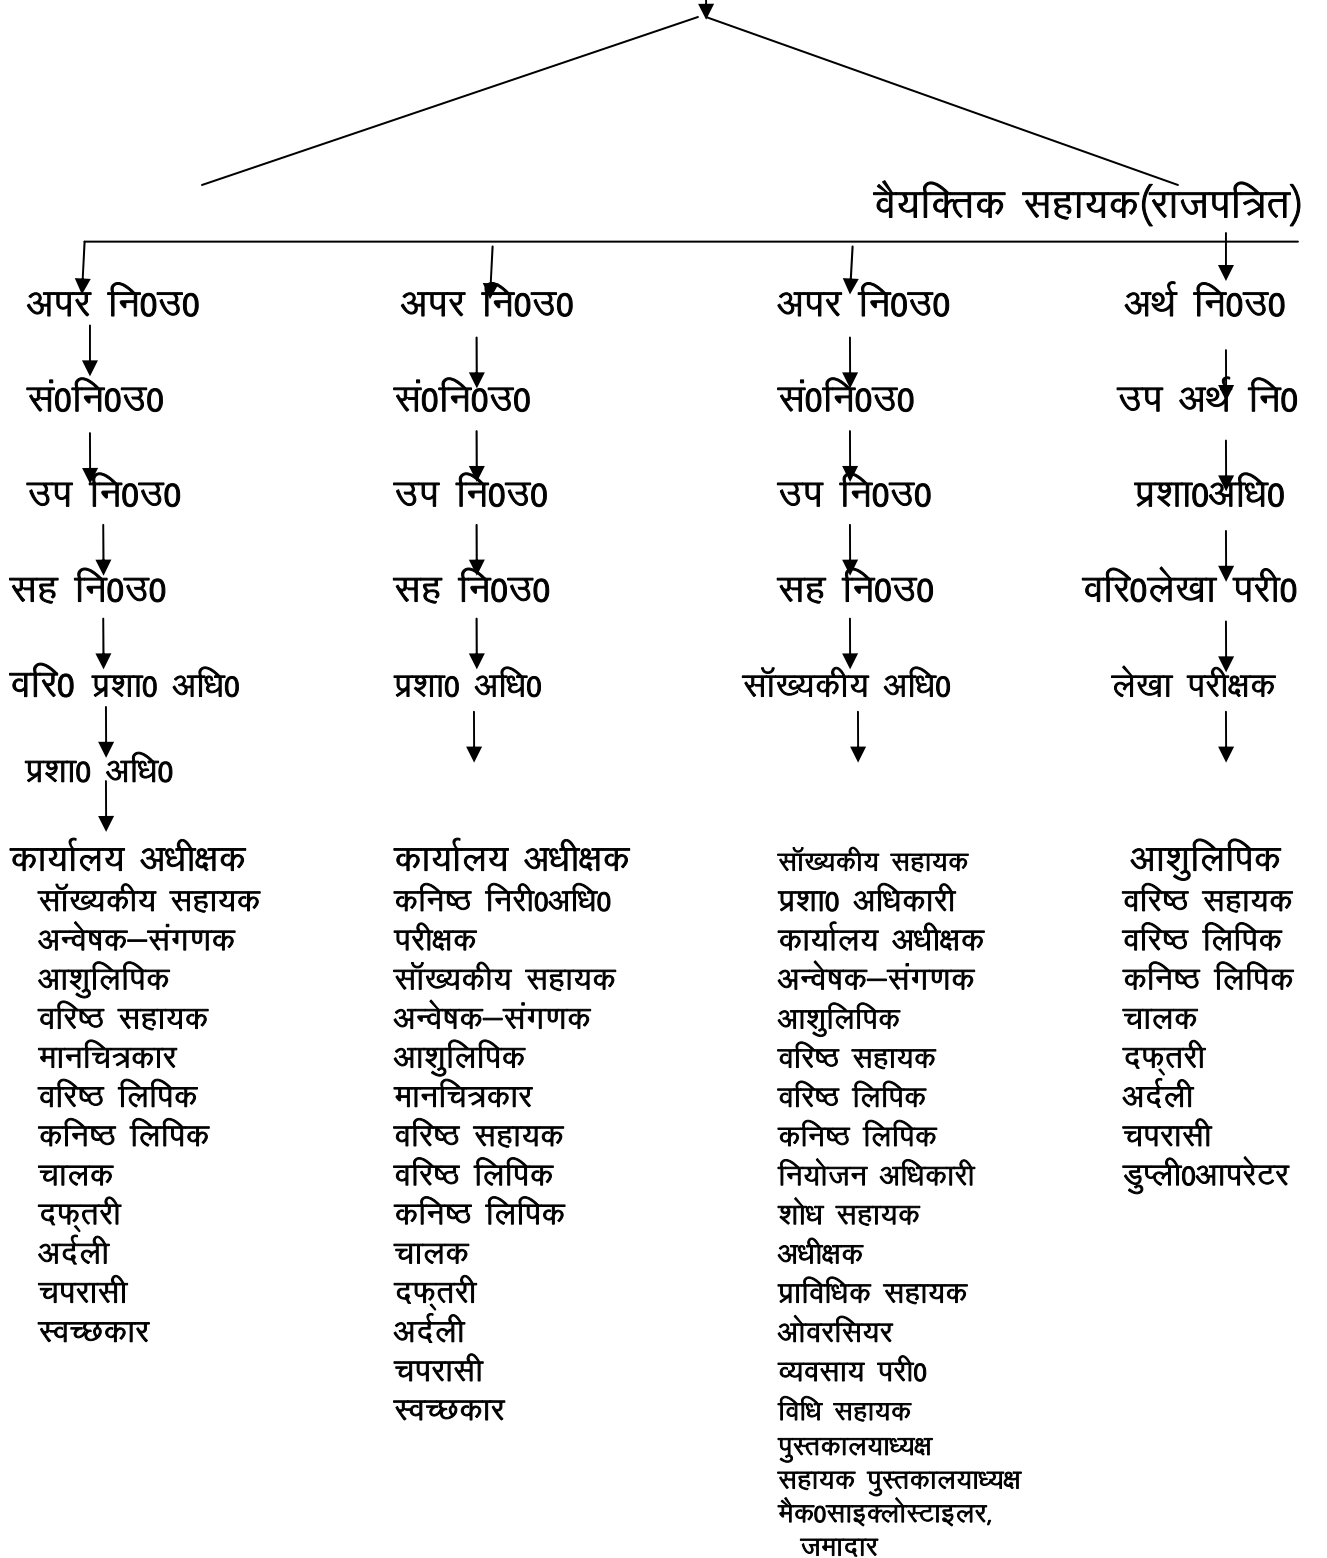 वैयक्तिक सहायक(राजपत्रित)
अपर नि0उ0 अपर नि0उ0 अपर नि0उ0 अर्थ नि0उ0
सं0नि0उ0 सं0नि0उ0 सं0नि0उ0 उप अर्थ नि0
उप नि0उ0 उप नि0उ0 उप नि0उ0 प्रशा0अधि0
सह नि0उ0 सह नि0उ0 सह नि0उ0 वरि0लेखा परी0
वरि0 प्रशा0 अधि0 प्रशा0 अधि0 सॉख्यकीय अधि0 लेखा परीक्षक
प्रशा0 अधि0
कार्यालय अधीक्षक कार्यालय अधीक्षक सॉख्यकीय सहायक आशुलिपिक
सॉख्यकीय सहायक कनिष्ठ निरी0अधि0 प्रशा0 अधिकारी वरिष्ठ सहायक
अन्वेषक–संगणक परीक्षक कार्यालय अधीक्षक वरिष्ठ लिपिक
आशुलिपिक सॉख्यकीय सहायक अन्वेषक–संगणक कनिष्ठ लिपिक
वरिष्ठ सहायक अन्वेषक–संगणक आशुलिपिक चालक
मानचित्रकार आशुलिपिक वरिष्ठ सहायक दफ्तरी
वरिष्ठ लिपिक मानचित्रकार वरिष्ठ लिपिक अर्दली
कनिष्ठ लिपिक वरिष्ठ सहायक कनिष्ठ लिपिक चपरासी
चालक वरिष्ठ लिपिक नियोजन अधिकारी डुप्ली0आपरेटर
दफ्तरी कनिष्ठ लिपिक शोध सहायक
अर्दली चालक अधीक्षक
चपरासी दफ्तरी प्राविधिक सहायक
स्वच्छकार अर्दली ओवरसियर
चपरासी व्यवसाय परी0
स्वच्छकार विधि सहायक
पुस्तकालयाध्यक्ष
सहायक पुस्तकालयाध्यक्ष
मैक0साइक्लोस्टाइलर,
जमादार